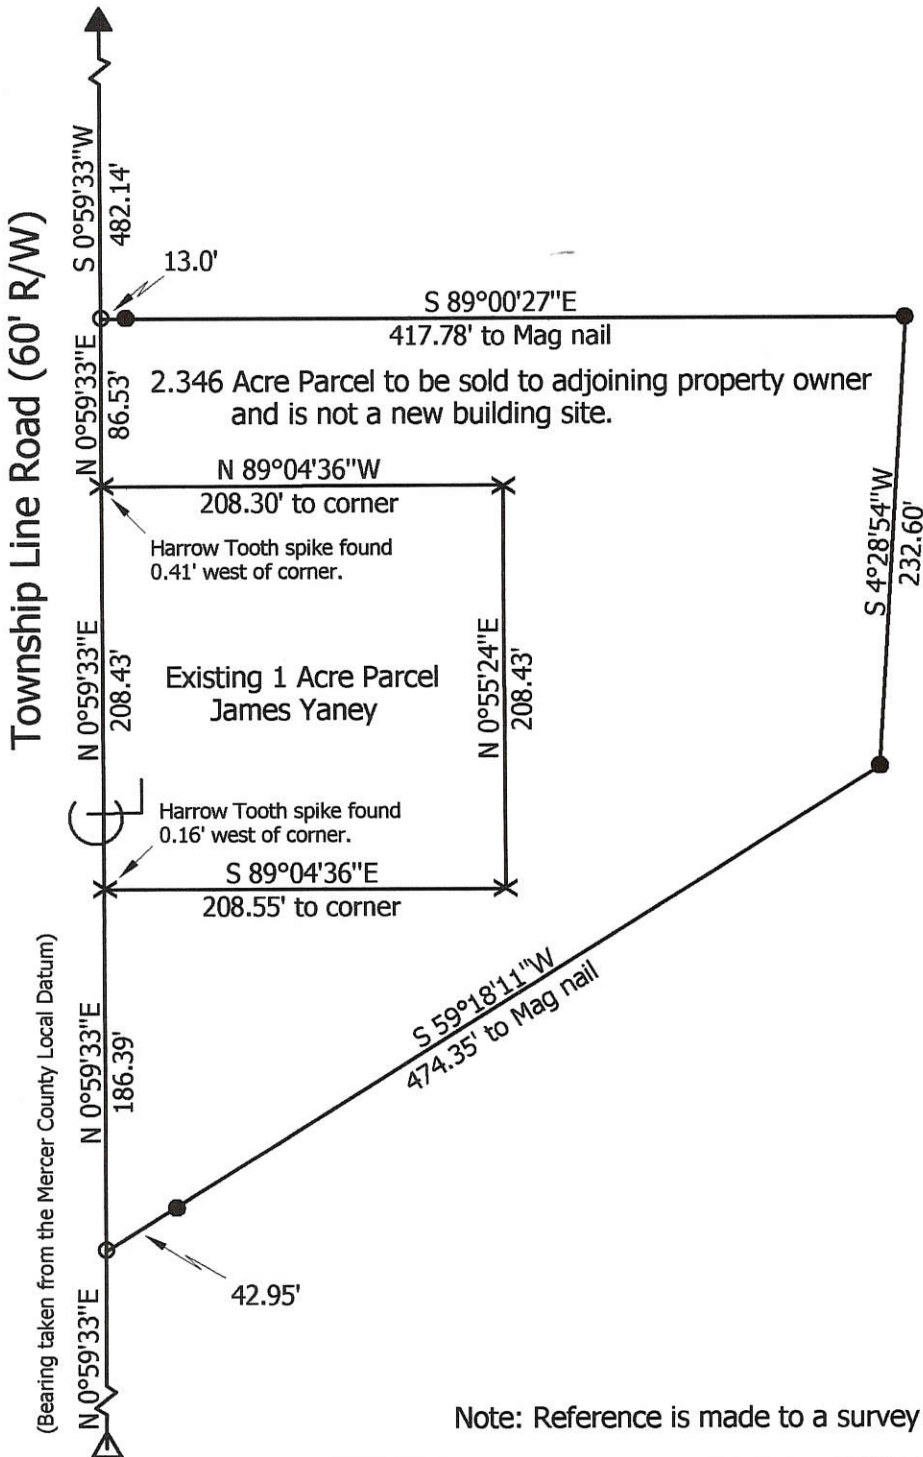 Township Line Road (60' R/W)
S 0°59'33"W
482.14'
13.0'
S 89°00'27"E
417.78' to Mag nail
N 0°59'33"E
86.53'
2.346 Acre Parcel to be sold to adjoining property owner
and is not a new building site.
N 89°04'36"W
208.30' to corner
Harrow Tooth spike found
0.41' west of corner.
S 4°28'54"W
232.60'
N 0°59'33"E
208.43'
Existing 1 Acre Parcel
James Yaney
N 0°55'24"E
208.43'
Harrow Tooth spike found
0.16' west of corner.
S 89°04'36"E
208.55' to corner
(Bearing taken from the Mercer County Local Datum)
N 0°59'33"E
186.39'
S 59°18'11"W
474.35' to Mag nail
42.95'
N 0°59'33"E
Note: Reference is made to a survey